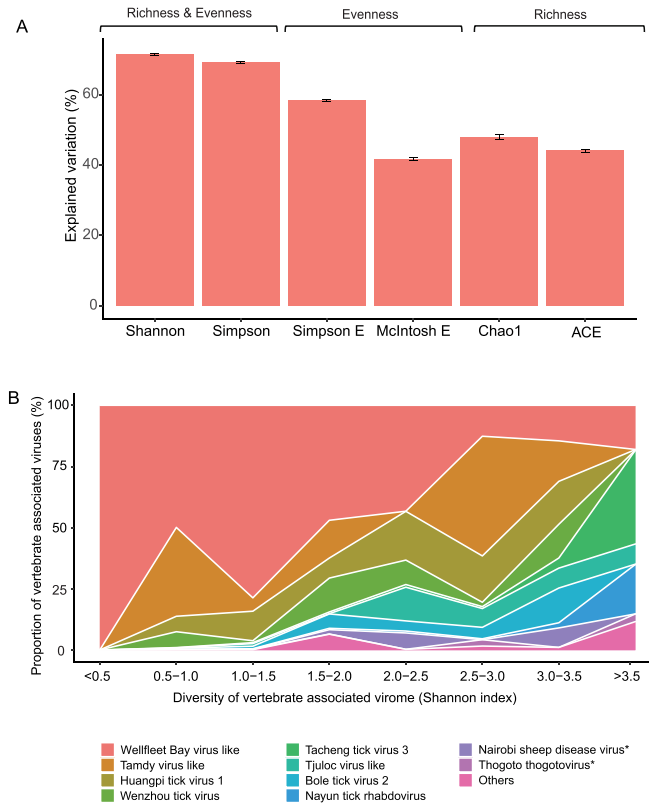 A
Richness & Evenness
Evenness
Richness
Explained variation (%)
60
40
20
0
Shannon
Simpson
Simpson E
McIntosh E
Chao1
ACE
B
Proportion of vertebrate associated viruses (%)
100
75
50
25
0
<0.5
0.5−1.0
1.0−1.5
1.5−2.0
2.0−2.5
2.5−3.0
3.0−3.5
>3.5
Diversity of vertebrate associated virome (Shannon index)
Wellfleet Bay virus like
Tamdy virus like
Huangpi tick virus 1
Wenzhou tick virus
Tacheng tick virus 3
Tjuloc virus like
Bole tick virus 2
Nayun tick rhabdovirus
Nairobi sheep disease virus*
Thogoto thogotovirus*
Others